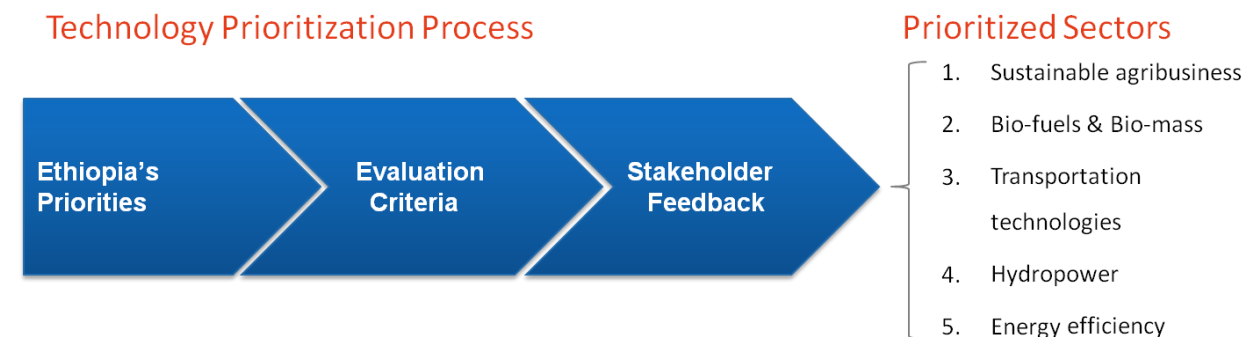 Technology Prioritization Process
Ethiopia's
Priorities
Evaluation
Criteria
Stakeholder
Feedback
Prioritized Sectors
1. Sustainable agribusiness
2. Bio-fuels & Bio-mass
3. Transportation
technologies
4. Hydropower
5. Energy efficiency